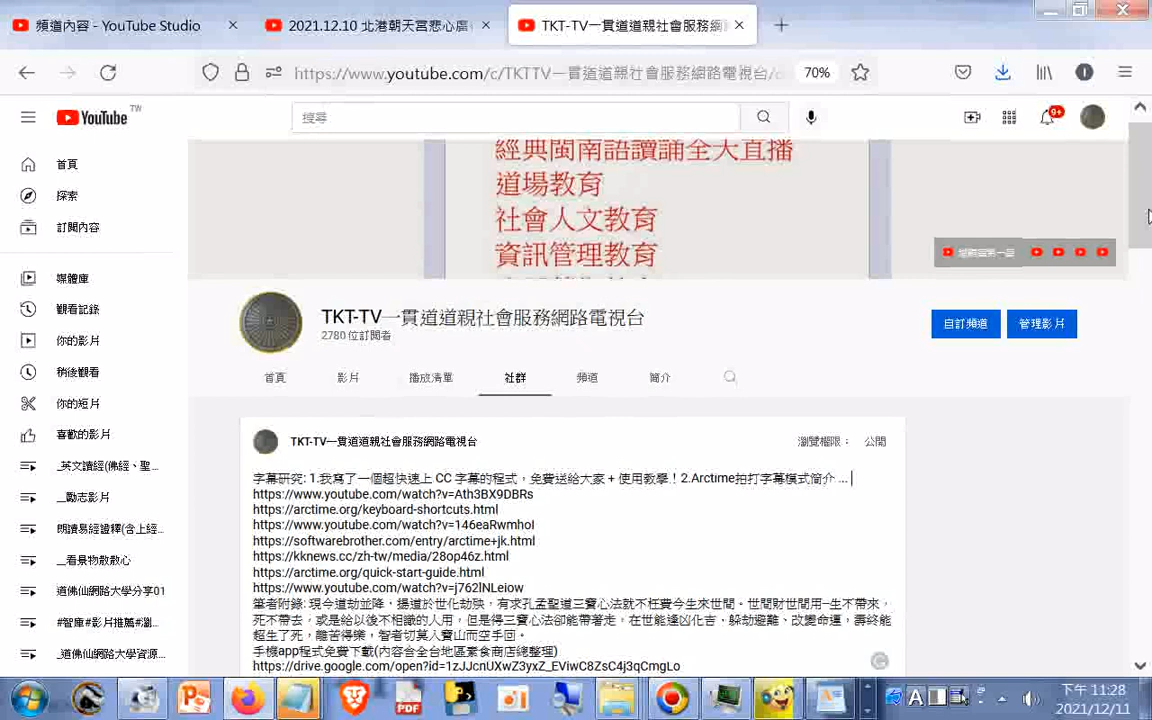 頻道內容 - YouTube Studio
2021.12.10 北港朝天宮悲心廣
TKT-TV一貫道道親社會服務網
https://www.youtube.com/c/TKTTV一貫道道親社會服務網路電視台/c
70%
YouTube TW
搜尋
9+
首頁
探索
訂閱內容
媒體庫
觀看記錄
你的影片
稍後觀看
你的短片
喜歡的影片
_英文讀經(佛經、聖...
__勵志影片
朗讀易經證釋(含上經...
__看景物散散心
道佛仙網路大學分享01
#智庫#影片推薦#瀏...
_道佛仙網路大學資源...
經典閩南語讀誦全大直播
道場教育
社會人文教育
資訊管理教育
TKT-TV一貫道道親社會服務網路電視台
2780 位訂閱者
自訂頻道
管理影片
首頁
影片
播放清單
社群
頻道
簡介
TKT-TV一貫道道親社會服務網路電視台
瀏覽權限： 公開
字幕研究: 1.我寫了一個超快速上 CC 字幕的程式，免費送給大家 + 使用教學！2.Arctime拍打字幕模式簡介 ...
https://www.youtube.com/watch?v=Ath3BX9DBRs
https://arctime.org/keyboard-shortcuts.html
https://www.youtube.com/watch?v=146eaRwmhoI
https://softwarebrother.com/entry/arctime+jk.html
https://kknews.cc/zh-tw/media/28op46z.html
https://arctime.org/quick-start-guide.html
https://www.youtube.com/watch?v=j762lNLeiow
筆者附錄: 現今道劫並降，揚道於世化劫殃，有求孔孟聖道三寶心法就不枉費今生來世間。世間財世間用一生不帶來，
死不帶去，或是給以後不相識的人用，但是得三寶心法卻能帶著走，在世能逢凶化吉、躲劫避難、改變命運，壽終能
超生了死，離苦得樂，智者切莫入寶山而空手回。
手機app程式免費下載(內容含全台地區素食商店總整理)
https://drive.google.com/open?id=1zJJcnUXwZ3yxZ_EViwC8ZsC4j3qCmgLo
下午 11:28
2021/12/11